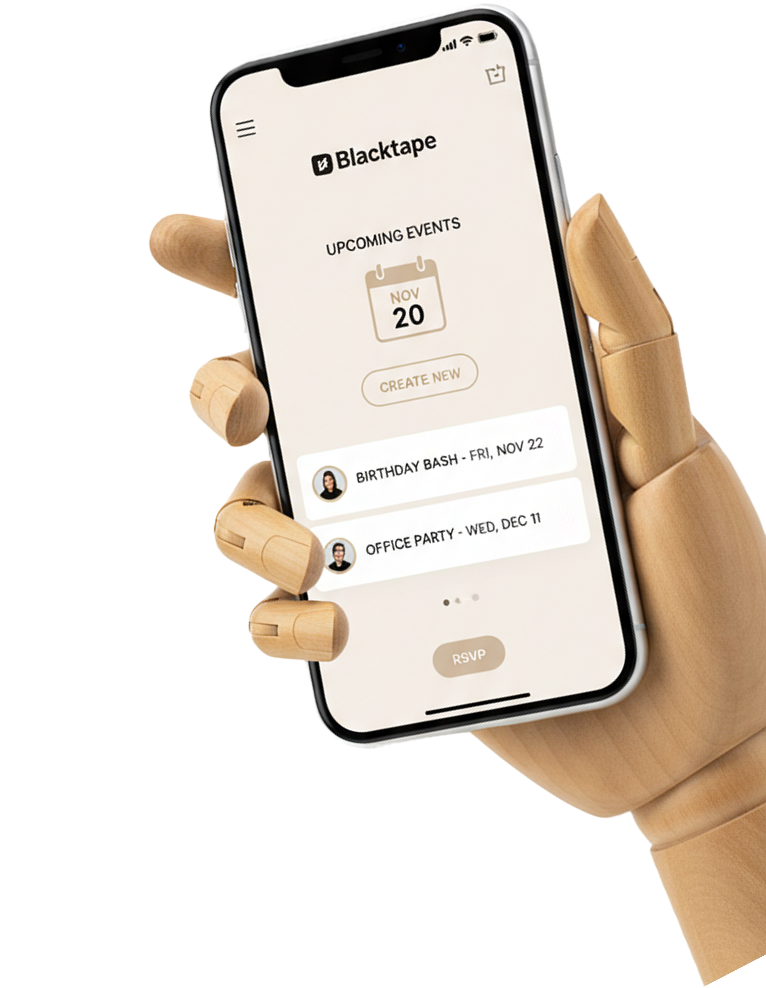 Blacktape
UPCOMING EVENTS
NOV
20
CREATE NEW
BIRTHDAY BASH - FRI, NOV 22
OFFICE PARTY - WED, DEC 11
RSVP